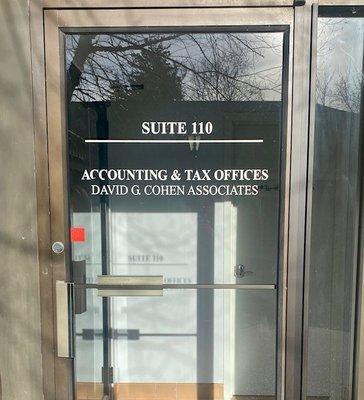 SUITE 110
ACCOUNTING & TAX OFFICES
DAVID G. COHEN ASSOCIATES